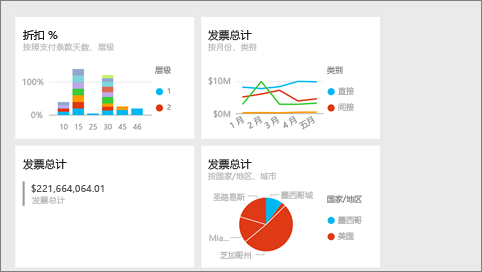 折扣 %
按照支付条款天数、层级
层级
100%
0%
1
2
10 15 25 30 45 46
发票总计
按月份、类别
类别
$10M
$0M
直接
间接
1 月 2 月 3 月 4 月 五月
发票总计
$221,664,064.01
发票总计
发票总计
按国家/地区、城市
国家/地区
墨西哥
美国
圣路易斯
墨西哥城
Mia...
芝加哥州